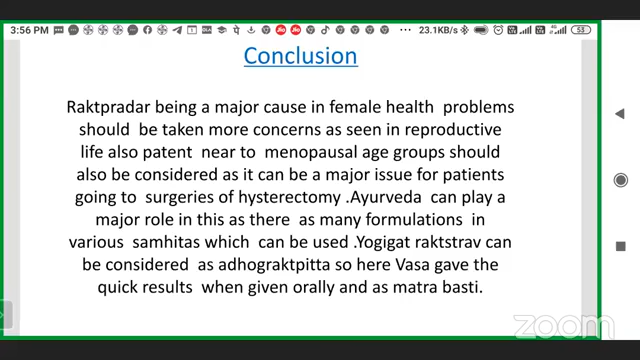 3:56 PM
23.1KB/s
53
Conclusion
Raktpradar being a major cause in female health problems
should be taken more concerns as seen in reproductive
life also patent near to menopausal age groups should
also be considered as it can be a major issue for patients
going to surgeries of hysterectomy .Ayurveda can play a
major role in this as there as many formulations in
various samhitas which can be used .Yogigat raktstrav can
be considered as adhograktpitta so here Vasa gave the
quick results when given orally and as matra basti.
zoom